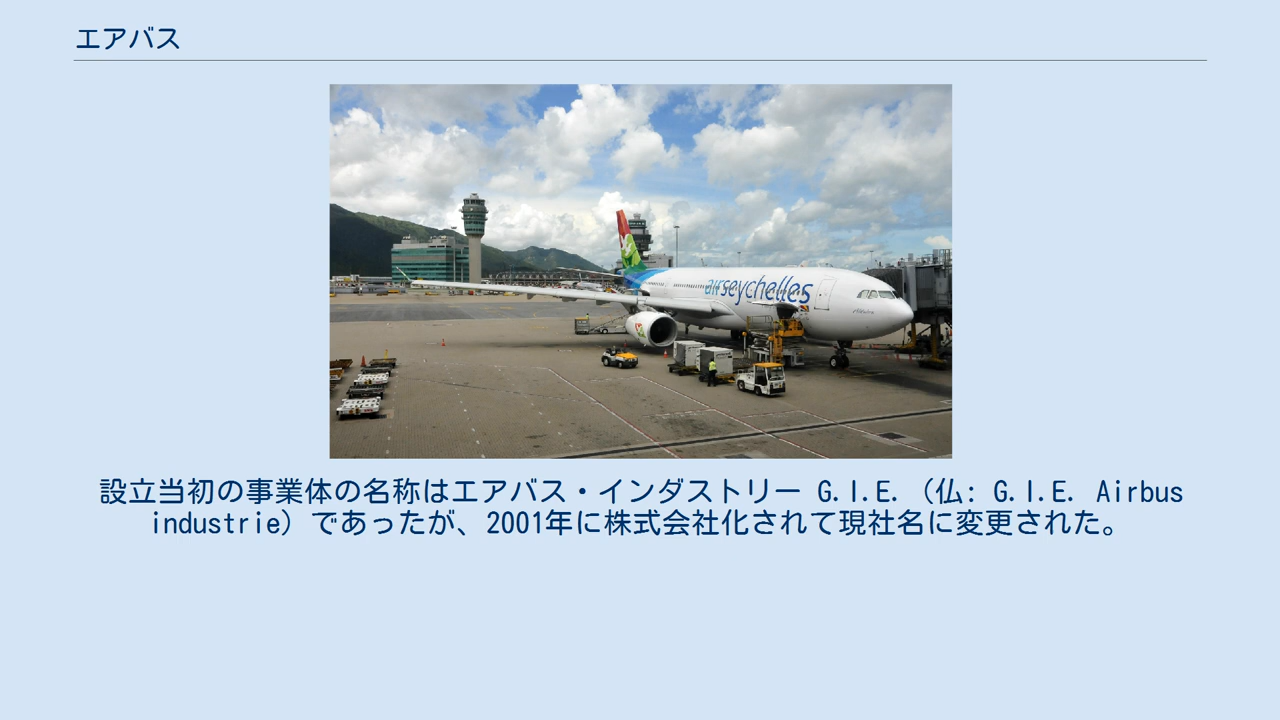 エアバス
airseychelles
設立当初の事業体の名称はエアバス・インダストリー G.I.E.（仏: G.I.E. Airbus
industrie）であったが、2001年に株式会社化されて現社名に変更された。